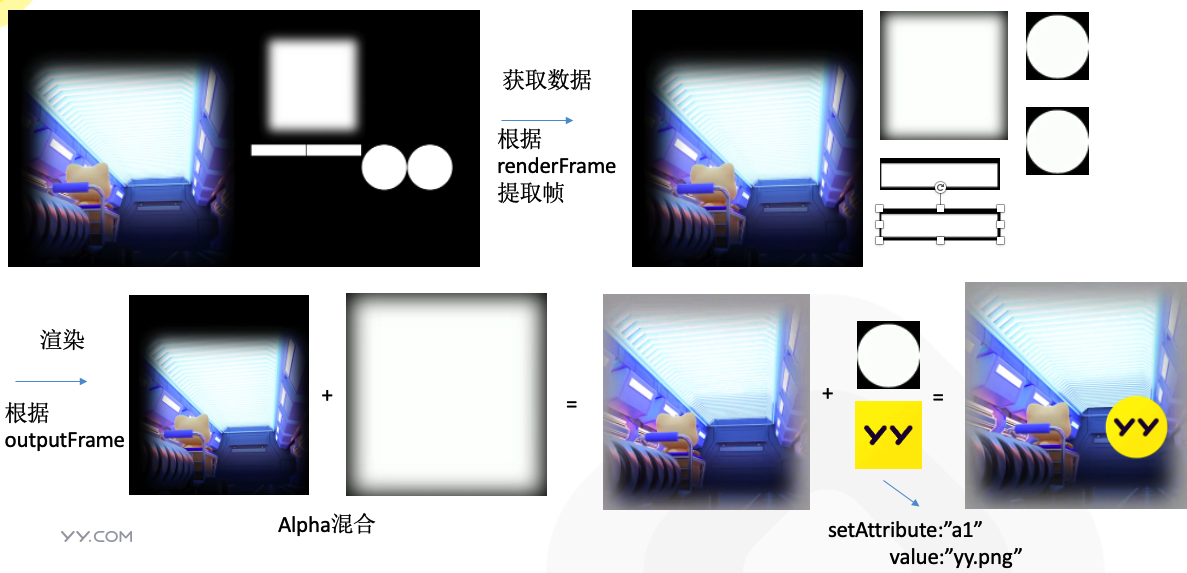 获取数据
根据
renderFrame
提取帧
渲染
根据
outputFrame
+
=
+
=
YY
YY
Alpha混合
YY.COM
setAttribute:”a1”
value:”yy.png”